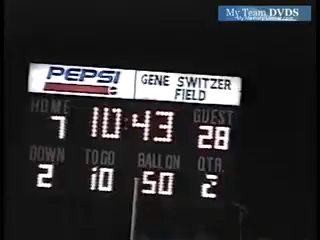 My Team DVDS
PEPSI
GENE SWITZER
FIELD
HOME
GUEST
7 10:43 28
DOWN TO GO BALL ON QTR.
2 10 50 2